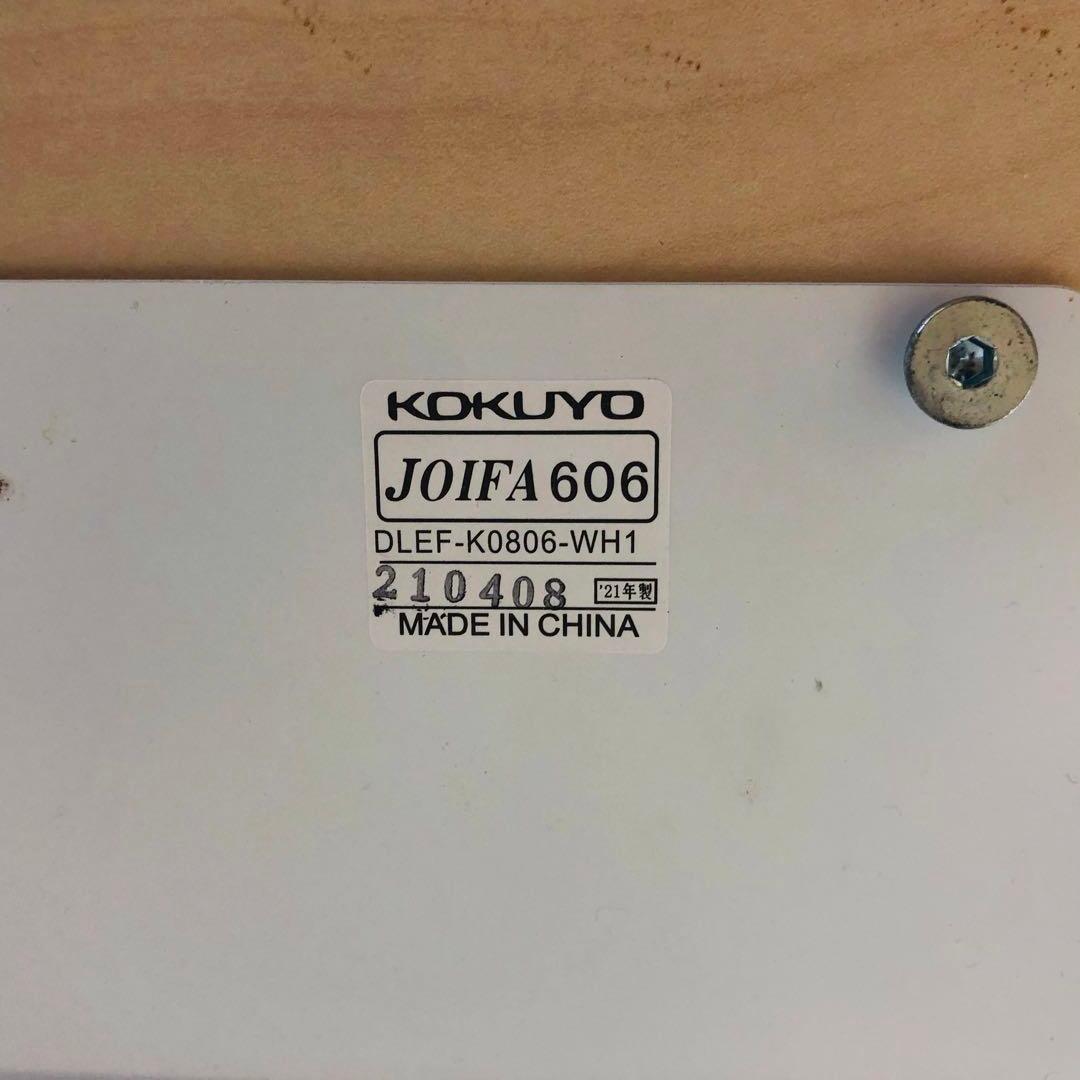 KOKUYO
JOIFA 606
DLEF-K0806-WH1
210408 '21年製
MADE IN CHINA